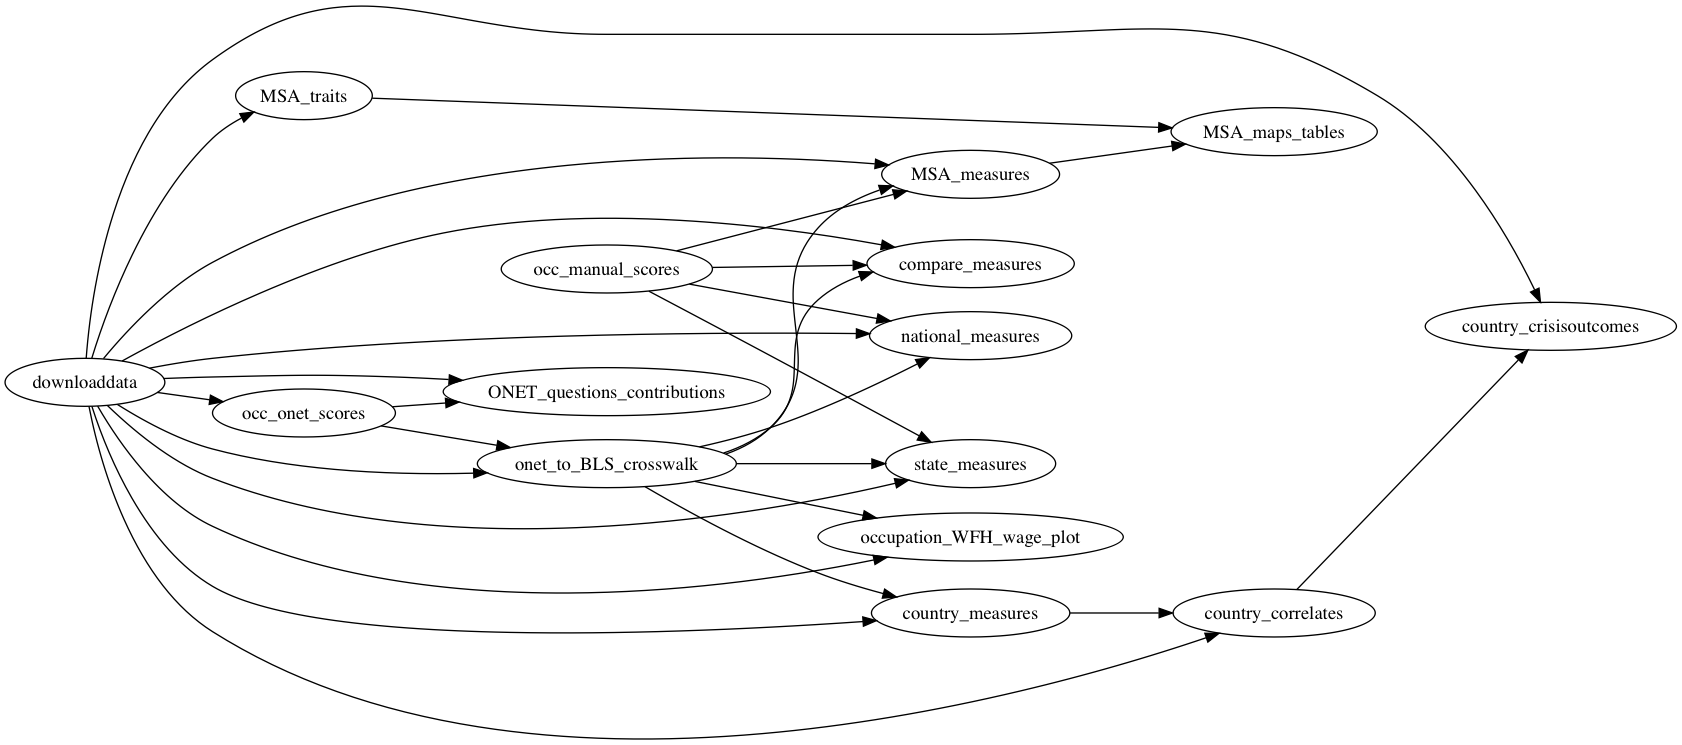 MSA_traits
MSA_maps_tables
MSA_measures
occ_manual_scores
compare_measures
country_crisisoutcomes
national_measures
downloaddata
ONET_questions_contributions
occ_onet_scores
onet_to_BLS_crosswalk
state_measures
occupation_WFH_wage_plot
country_measures
country_correlates